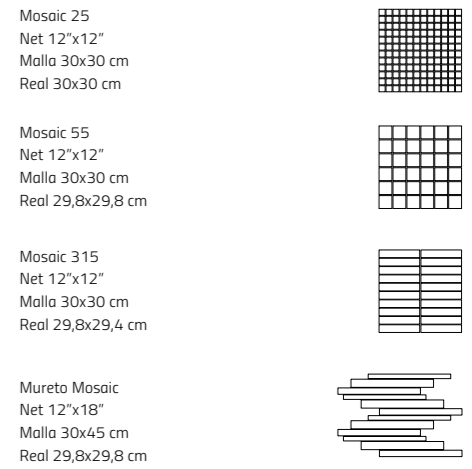 Mosaic 25
Net 12"x12"
Malla 30x30 cm
Real 30x30 cm
Mosaic 55
Net 12"x12"
Malla 30x30 cm
Real 29,8x29,8 cm
Mosaic 315
Net 12"x12"
Malla 30x30 cm
Real 29,8x29,4 cm
Mureto Mosaic
Net 12"x18"
Malla 30x45 cm
Real 29,8x29,8 cm